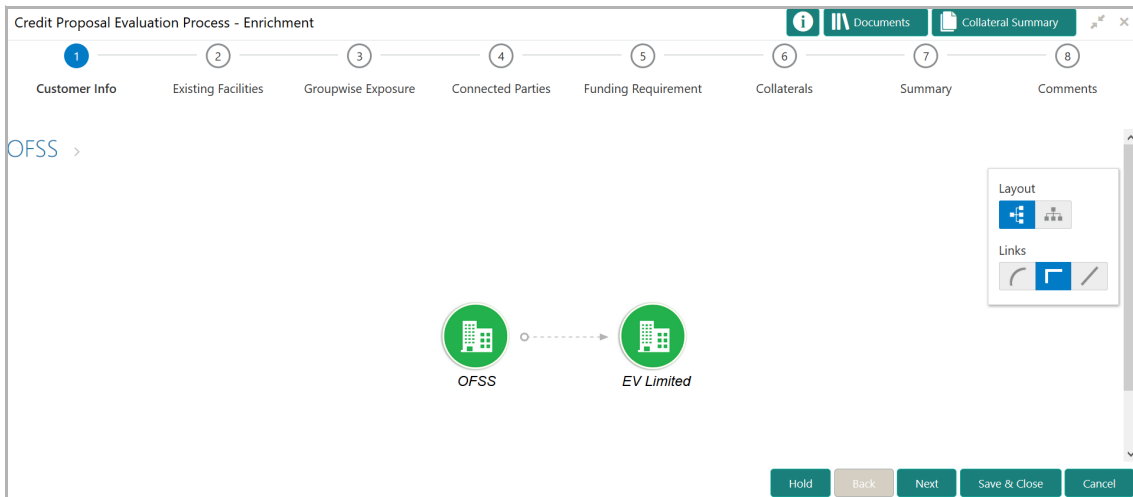 Credit Proposal Evaluation Process - Enrichment
Documents
Collateral Summary
1 2 3 4 5 6 7 8
Customer Info Existing Facilities Groupwise Exposure Connected Parties Funding Requirement Collaterals Summary Comments
OFSS
Layout
Links
OFSS EV Limited
Hold Back Next Save & Close Cancel